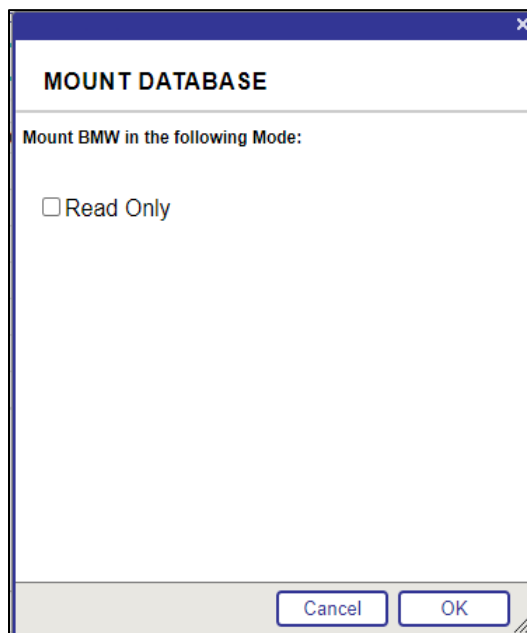 MOUNT DATABASE
Mount BMW in the following Mode:
Read Only
Cancel OK